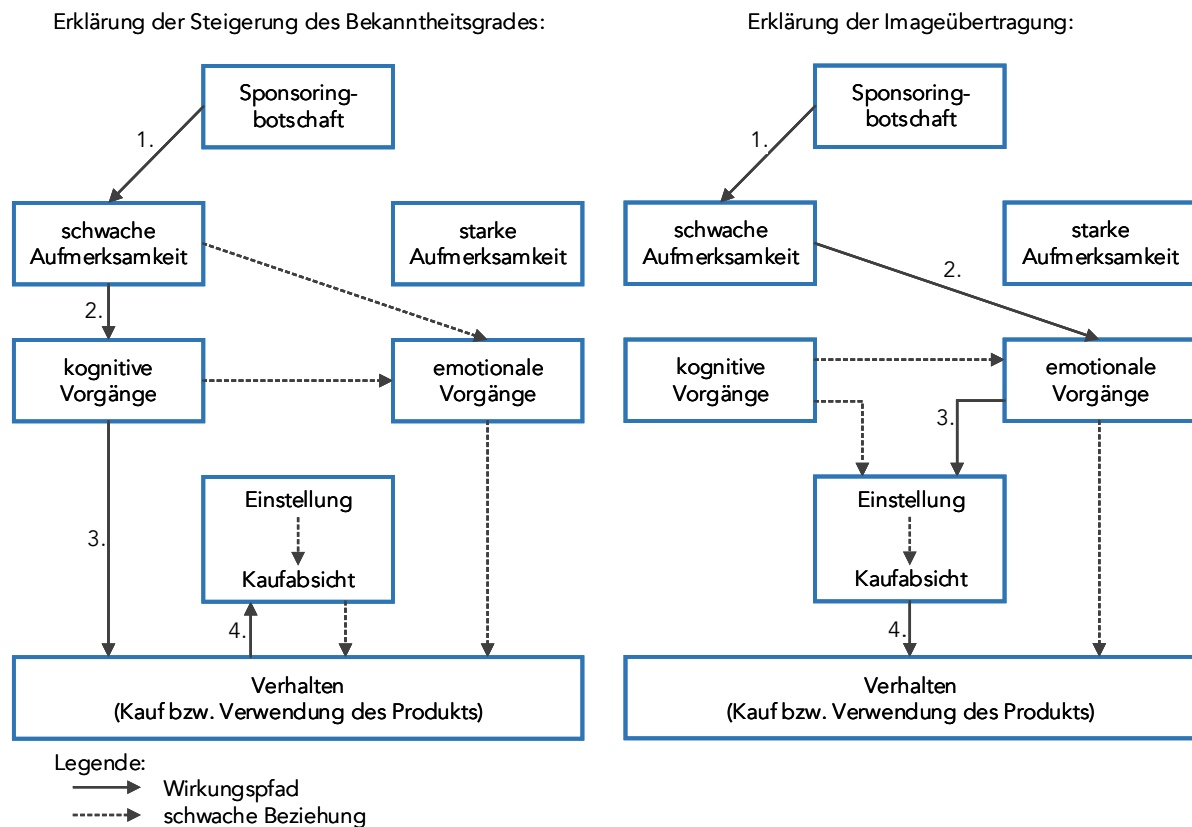 Erklärung der Steigerung des Bekanntheitsgrades:
Sponsoring-
botschaft
1.
schwache
Aufmerksamkeit
starke
Aufmerksamkeit
2.
kognitive
Vorgänge
emotionale
Vorgänge
3.
Einstellung
Kaufabsicht
4.
Verhalten
(Kauf bzw. Verwendung des Produkts)
Erklärung der Imageübertragung:
Sponsoring-
botschaft
1.
schwache
Aufmerksamkeit
starke
Aufmerksamkeit
2.
kognitive
Vorgänge
emotionale
Vorgänge
3.
Einstellung
Kaufabsicht
4.
Verhalten
(Kauf bzw. Verwendung des Produkts)
Legende:
Wirkungspfad
schwache Beziehung